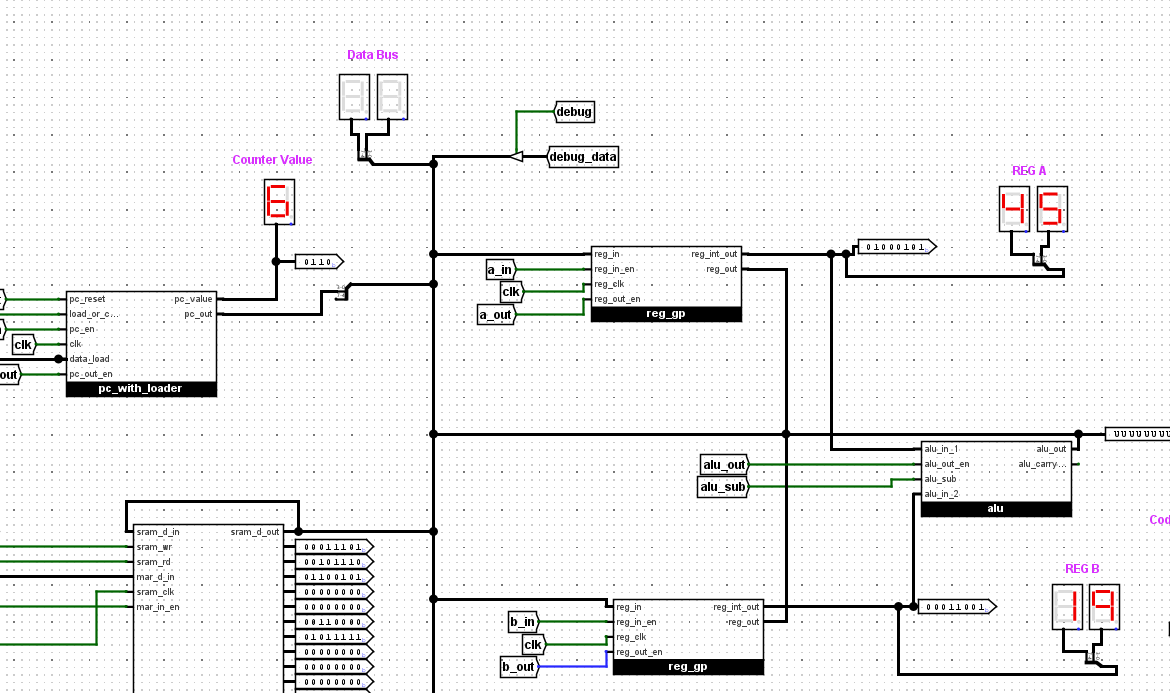 Data Bus
debug
debug_data
Counter Value
6
0110
REG A
45
01000101
reg_in
reg_int_out
reg_in_en
reg_out
reg_clk
reg_out_en
reg_gp
a_in
clk
a_out
pc_reset
pc_value
load_or_c...
pc_out
pc_en
clk
clk
data_load
out
pc_out_en
pc_with_loader
alu_out
alu_sub
alu_in_1
alu_out
alu_out_en
alu_carry...
alu_sub
alu_in_2
alu
UUUUUUUU
Cod
sram_d_in
sram_d_out
sram_wr
sram_rd
mar_d_in
sram_clk
mar_in_en
00011101
00101110
01100101
00000000
00000000
00000000
01011111
00000000
00000000
00000000
b_in
clk
b_out
reg_in
reg_int_out
reg_in_en
reg_out
reg_clk
reg_out_en
reg_gp
00011001
REG B
19